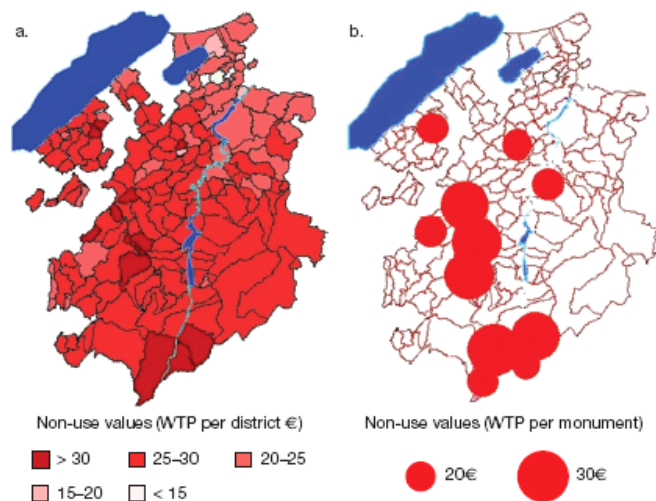 a.
b.
Non-use values (WTP per district €)
Non-use values (WTP per monument)
> 30
25–30
20–25
15–20
< 15
20€
30€